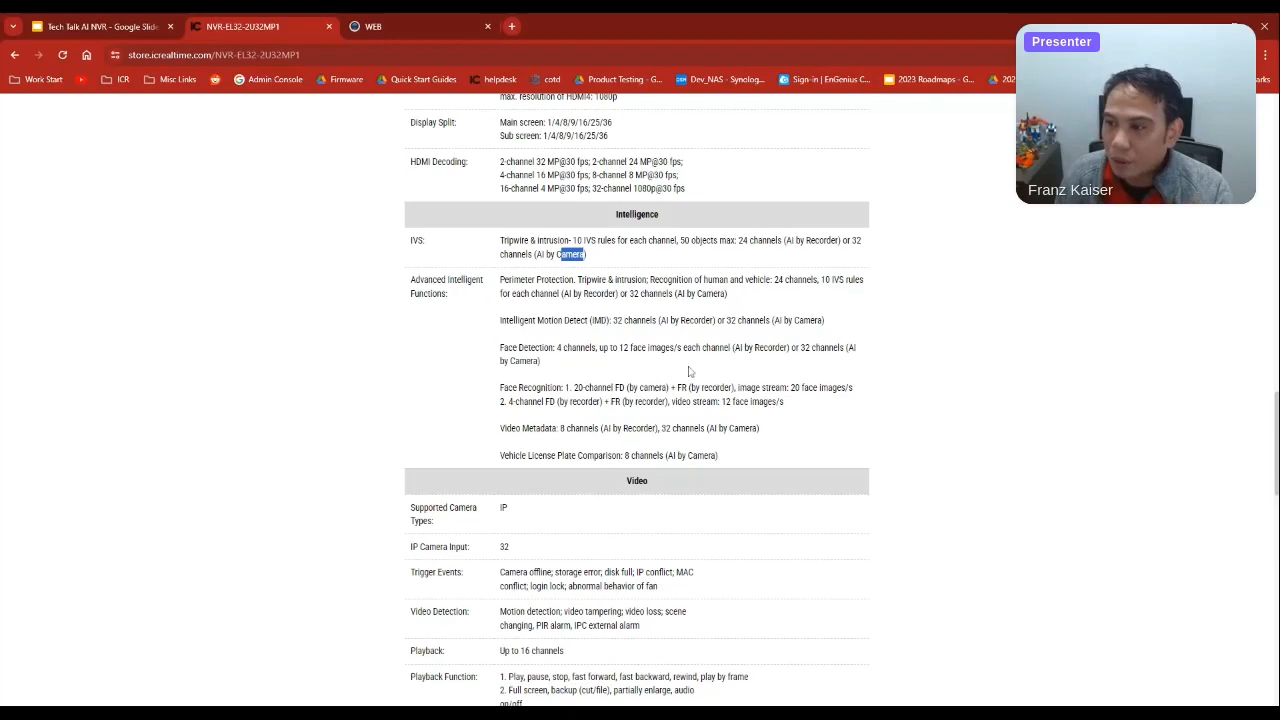 Tech Talk AI NVR - Google Slide
NVR-EL32-2U32MP1
WEB
store.icrealtime.com/NVR-EL32-2U32MP1
Work Start
ICR
Misc Links
Admin Console
Firmware
Quick Start Guides
helpdesk
cotd
Product Testing - G...
Dev_NAS - Synolog...
Sign-in | EnGenius C...
2023 Roadmaps - G...
Presenter
Franz Kaiser
max. resolution of HDMI4: 1080p
Display Split:
Main screen: 1/4/8/9/16/25/36
Sub screen: 1/4/8/9/16/25/36
HDMI Decoding:
2-channel 32 MP@30 fps; 2-channel 24 MP@30 fps;
4-channel 16 MP@30 fps; 8-channel 8 MP@30 fps;
16-channel 4 MP@30 fps; 32-channel 1080p@30 fps
Intelligence
IVS:
Tripwire & intrusion- 10 IVS rules for each channel, 50 objects max: 24 channels (AI by Recorder) or 32
channels (AI by Camera)
Advanced Intelligent
Functions:
Perimeter Protection. Tripwire & intrusion; Recognition of human and vehicle: 24 channels, 10 IVS rules
for each channel (AI by Recorder) or 32 channels (AI by Camera)
Intelligent Motion Detect (IMD): 32 channels (AI by Recorder) or 32 channels (AI by Camera)
Face Detection: 4 channels, up to 12 face images/s each channel (AI by Recorder) or 32 channels (AI
by Camera)
Face Recognition: 1. 20-channel FD (by camera) + FR (by recorder), image stream: 20 face images/s
2. 4-channel FD (by recorder) + FR (by recorder), video stream: 12 face images/s
Video Metadata: 8 channels (AI by Recorder), 32 channels (AI by Camera)
Vehicle License Plate Comparison: 8 channels (AI by Camera)
Video
Supported Camera
Types:
IP
IP Camera Input:
32
Trigger Events:
Camera offline; storage error; disk full; IP conflict; MAC
conflict; login lock; abnormal behavior of fan
Video Detection:
Motion detection; video tampering; video loss; scene
changing, PIR alarm, IPC external alarm
Playback:
Up to 16 channels
Playback Function:
1. Play, pause, stop, fast forward, fast backward, rewind, play by frame
2. Full screen, backup (cut/file), partially enlarge, audio
on/off